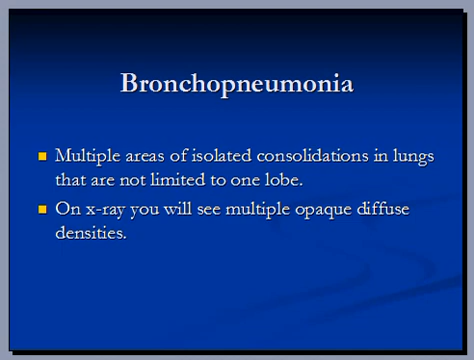 Bronchopneumonia
Multiple areas of isolated consolidations in lungs
that are not limited to one lobe.
On x-ray you will see multiple opaque diffuse
densities.